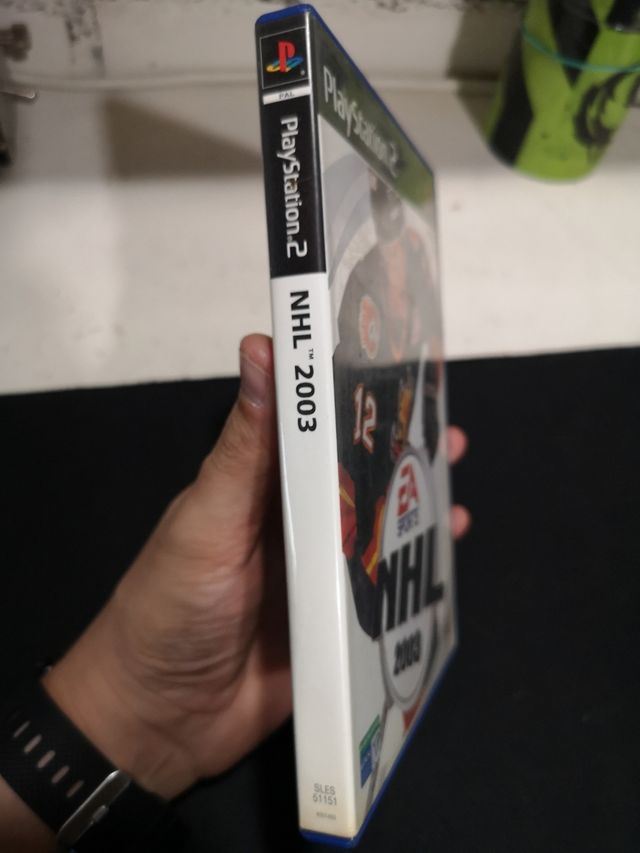 PAL
PlayStation.2
NHL™ 2003
SLES
51151
PlayStation.2
12
EA
SPORTS
NHL
2003